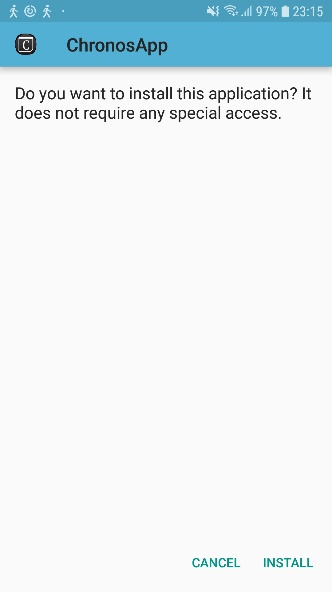 97% 23:15
C ChronosApp
Do you want to install this application? It
does not require any special access.
CANCEL INSTALL